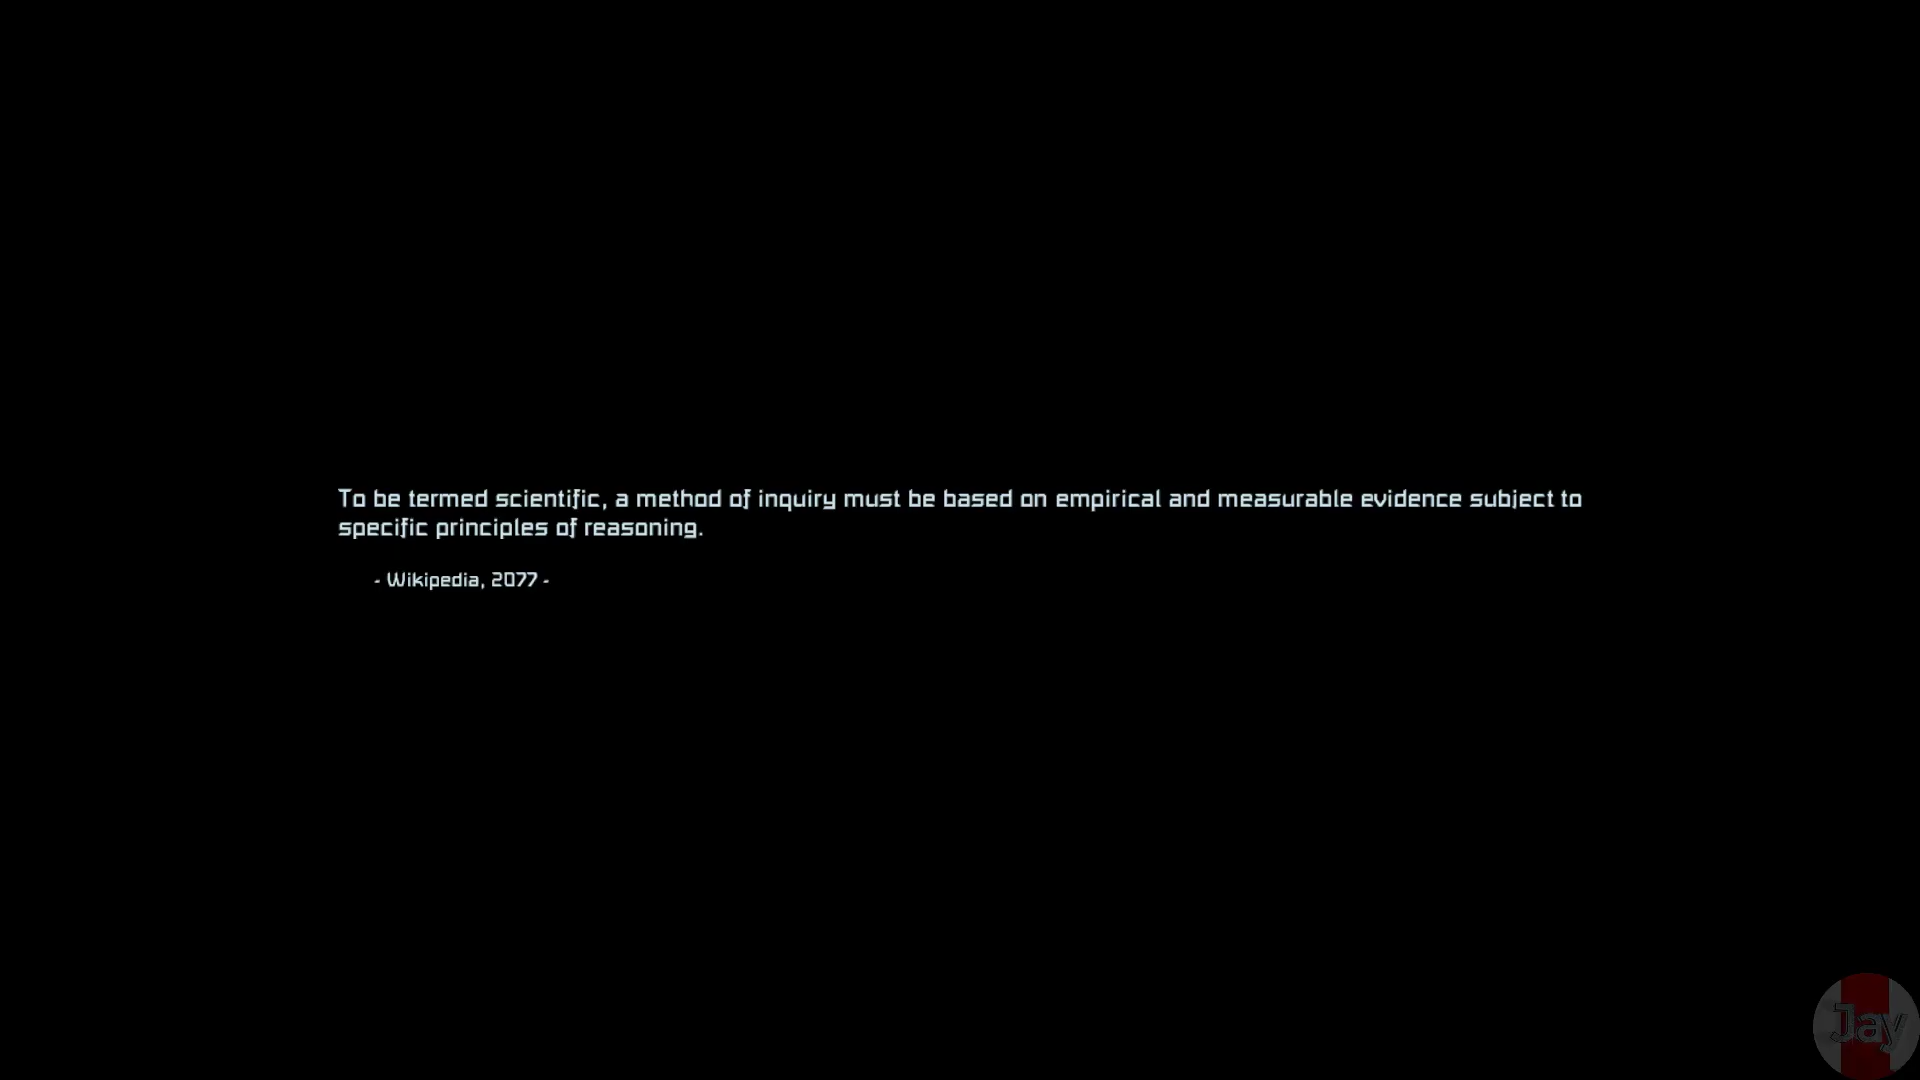 To be termed scientific, a method of inquiry must be based on empirical and measurable evidence subject to
specific principles of reasoning.
- Wikipedia, 2077 -
Jay